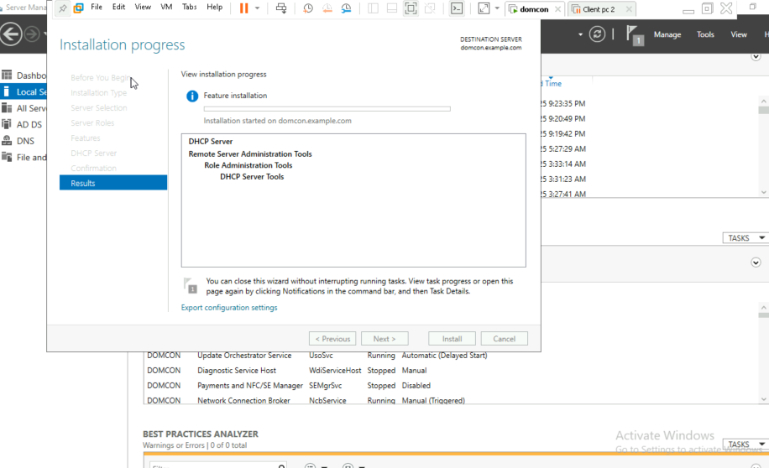 Server Mana
File Edit View VM Tabs Help
domcon
Client pc 2
Manage Tools View H
1
Installation progress
DESTINATION SERVER
domcon.example.com
Before You Begin
Installation Type
Server Selection
Server Roles
Features
DHCP Server
Confirmation
Results
View installation progress
Feature installation
Installation started on domcon.example.com
DHCP Server
Remote Server Administration Tools
Role Administration Tools
DHCP Server Tools
You can close this wizard without interrupting running tasks. View task progress or open this
page again by clicking Notifications in the command bar, and then Task Details.
1
Export configuration settings
< Previous Next > Install Cancel
Dashbo
Local Se
All Serv
AD DS
DNS
File and
Time
25 9:23:35 PM
25 9:20:49 PM
25 9:19:42 PM
25 5:27:29 AM
25 3:33:14 AM
25 3:31:23 AM
25 3:27:41 AM
TASKS
DOMCON Update Orchestrator Service UsoSvc Running Automatic (Delayed Start)
DOMCON Diagnostic Service Host WdiServiceHost Stopped Manual
DOMCON Payments and NFC/SE Manager SEMgrSvc Stopped Disabled
DOMCON Network Connection Broker NcbService Running Manual (Triggered)
BEST PRACTICES ANALYZER
Warnings or Errors | 0 of 0 total
TASKS
Activate Windows
Go to Settings to activate Windows.